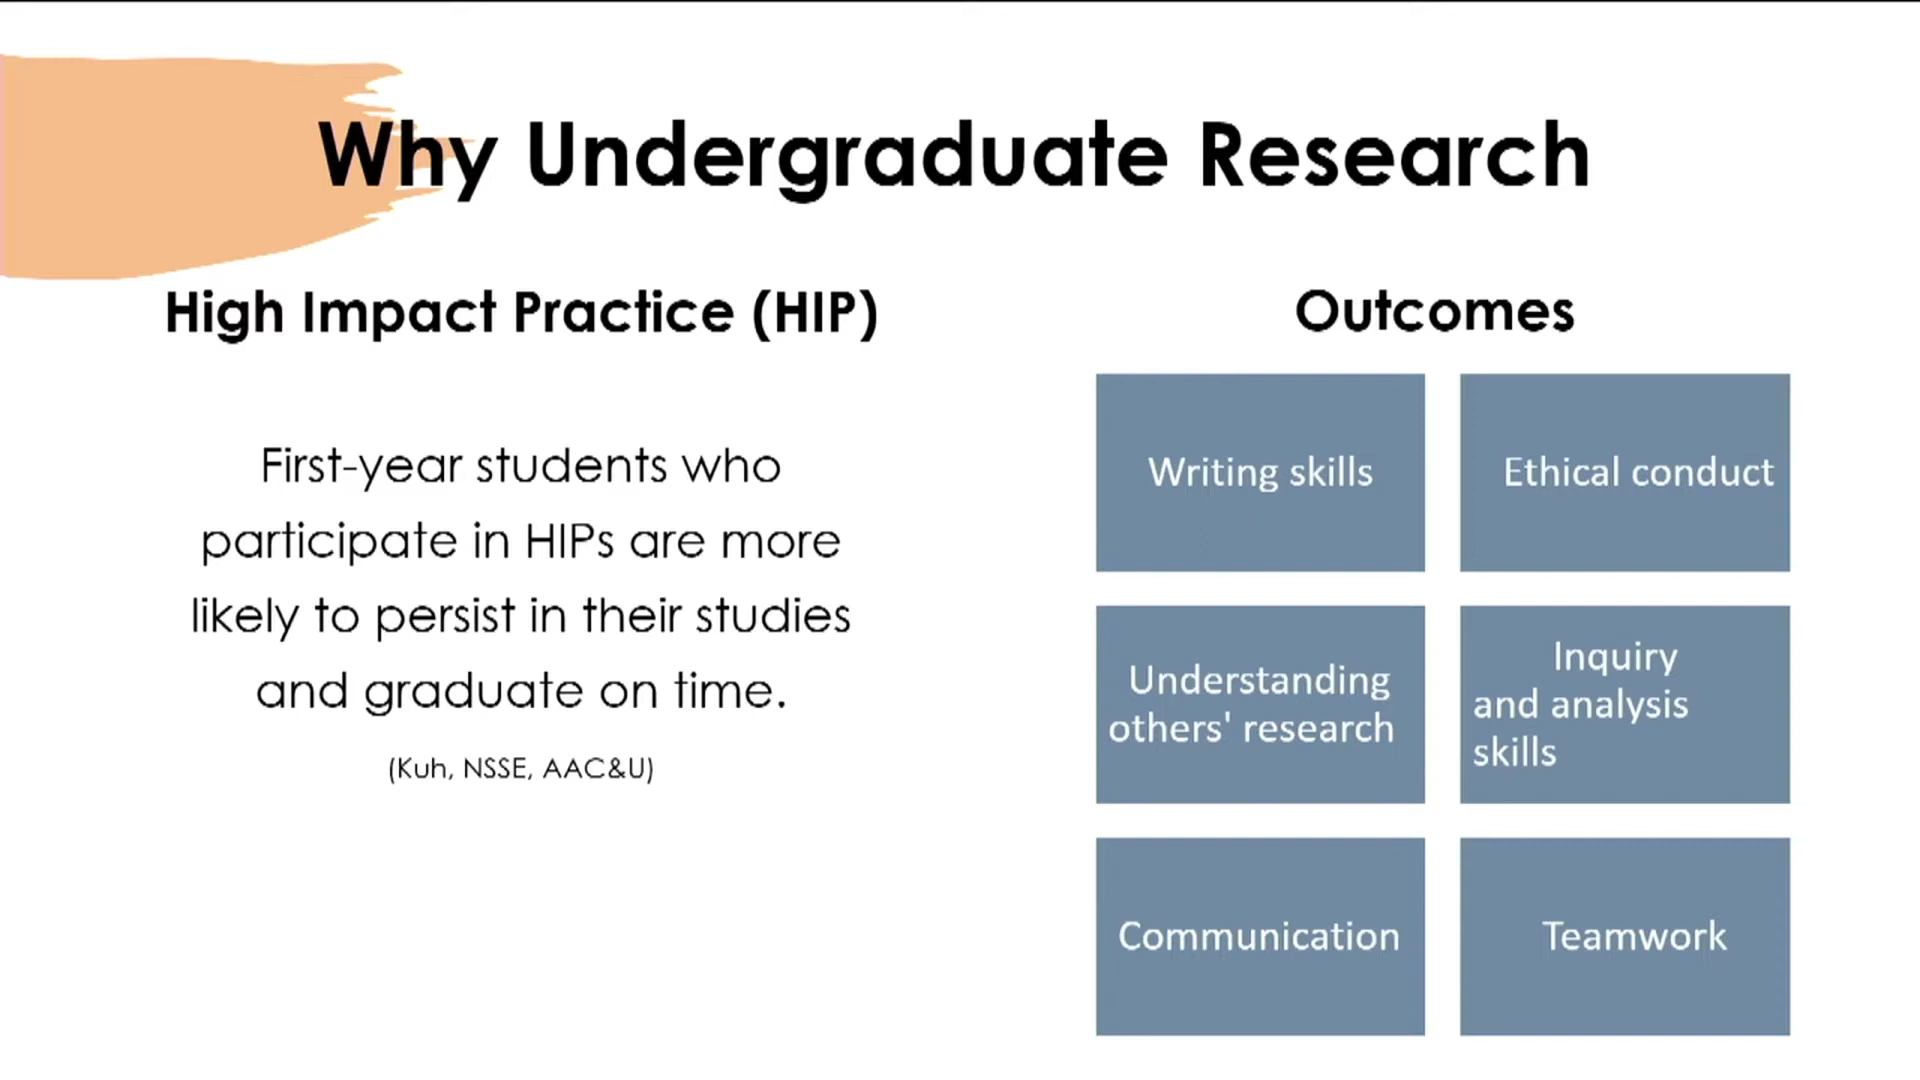 Why Undergraduate Research
High Impact Practice (HIP)
First-year students who
participate in HIPs are more
likely to persist in their studies
and graduate on time.
(Kuh, NSSE, AAC&U)
Outcomes
Writing skills
Ethical conduct
Understanding
others' research
Inquiry
and analysis
skills
Communication
Teamwork